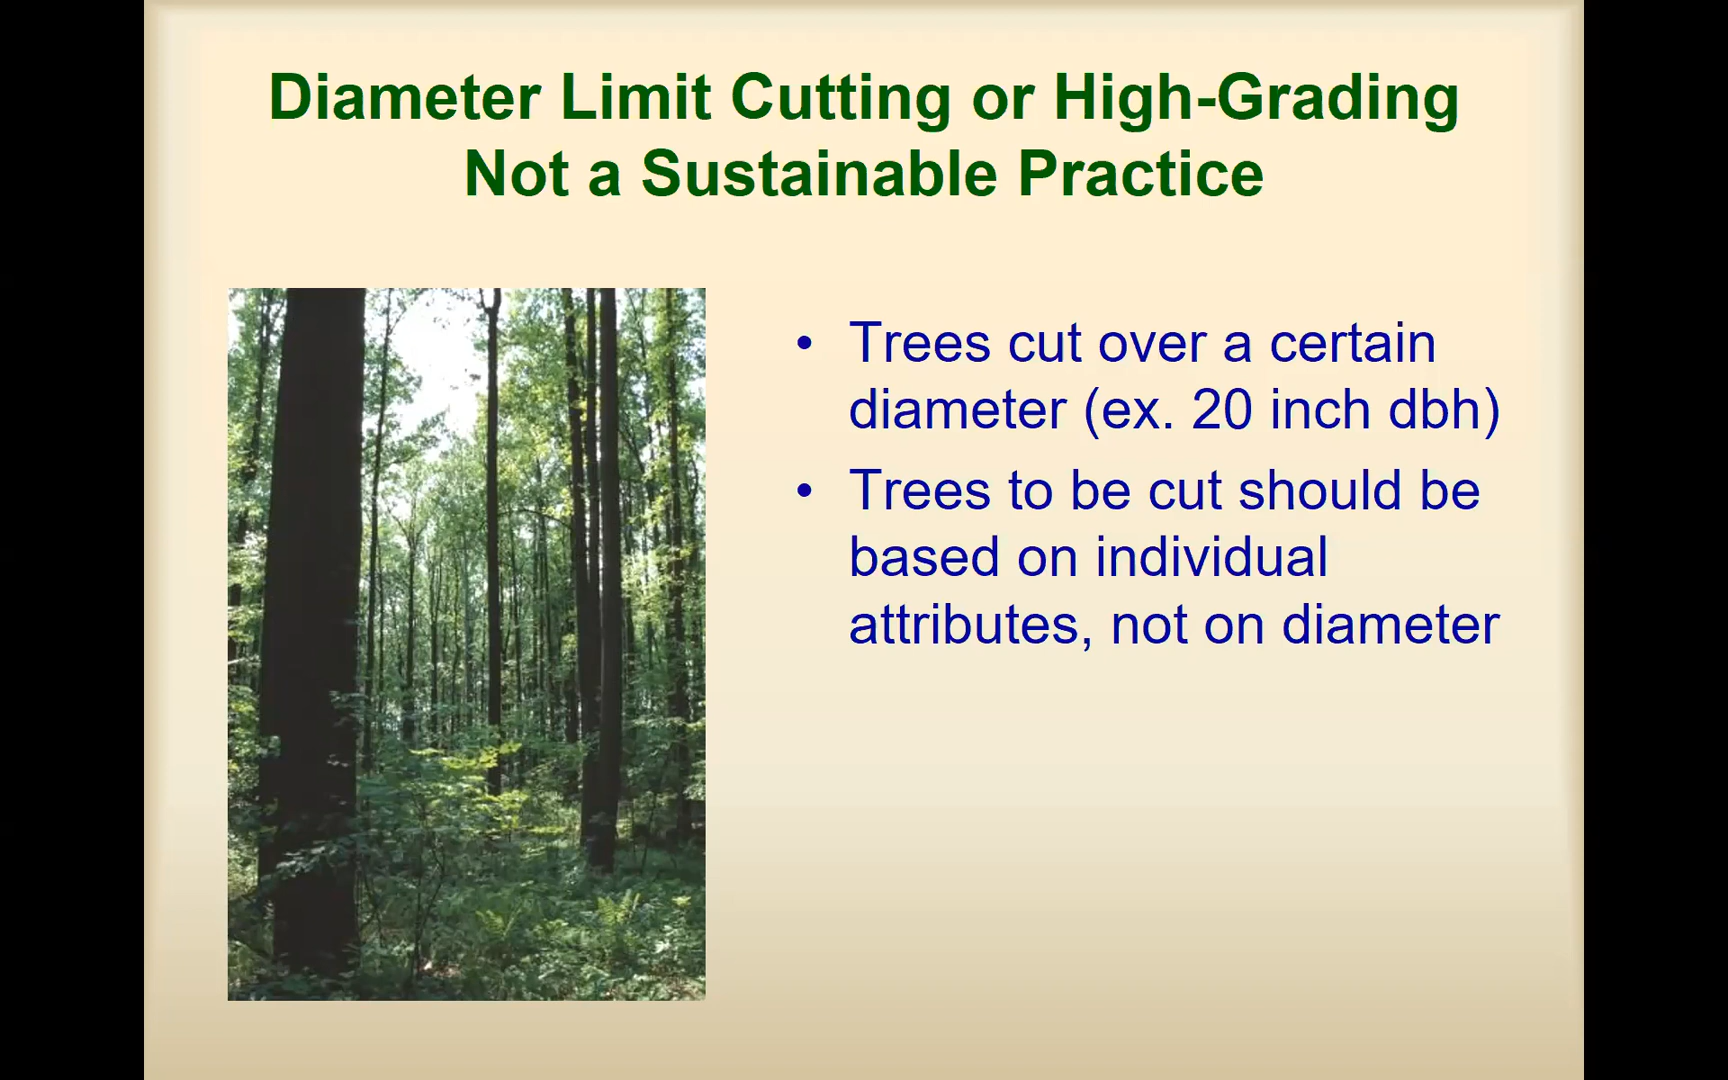 Diameter Limit Cutting or High-Grading
Not a Sustainable Practice
• Trees cut over a certain
diameter (ex. 20 inch dbh)
• Trees to be cut should be
based on individual
attributes, not on diameter